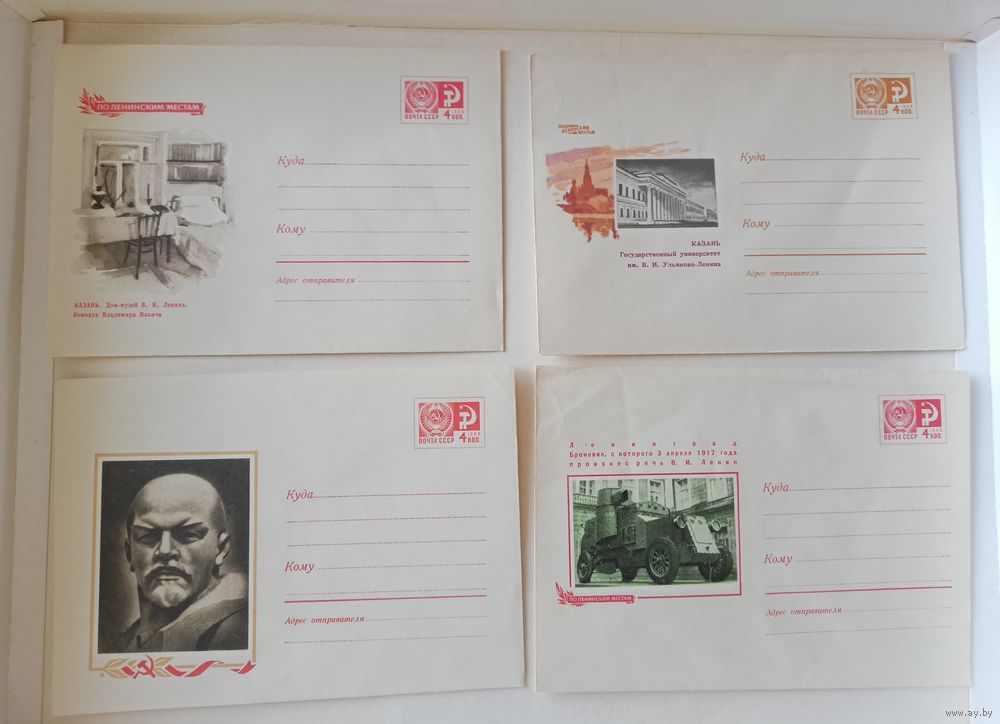 ПО ЛЕНИНСКИМ МЕСТАМ
ПОЧТА СССР 4 КОП.
Куда
Кому
Адрес отправителя
КАЗАНЬ. Дом-музей В. И. Ленина.
Комната Владимира Ильича
ЛЕНИНСКИМ
МЕСТАМ
ПОЧТА СССР 4 КОП.
Куда
Кому
КАЗАНЬ
Государственный университет
им. В. И. Ульянова-Ленина
Адрес отправителя
ПОЧТА СССР 4 КОП.
Куда
Кому
Адрес отправителя
ПОЧТА СССР 4 КОП.
Ленинград
Броневик, с которого 3 апреля 1917 года
произнес речь В. И. Ленин
Куда
Кому
ПО ЛЕНИНСКИМ МЕСТАМ
Адрес отправителя
www.ay.by